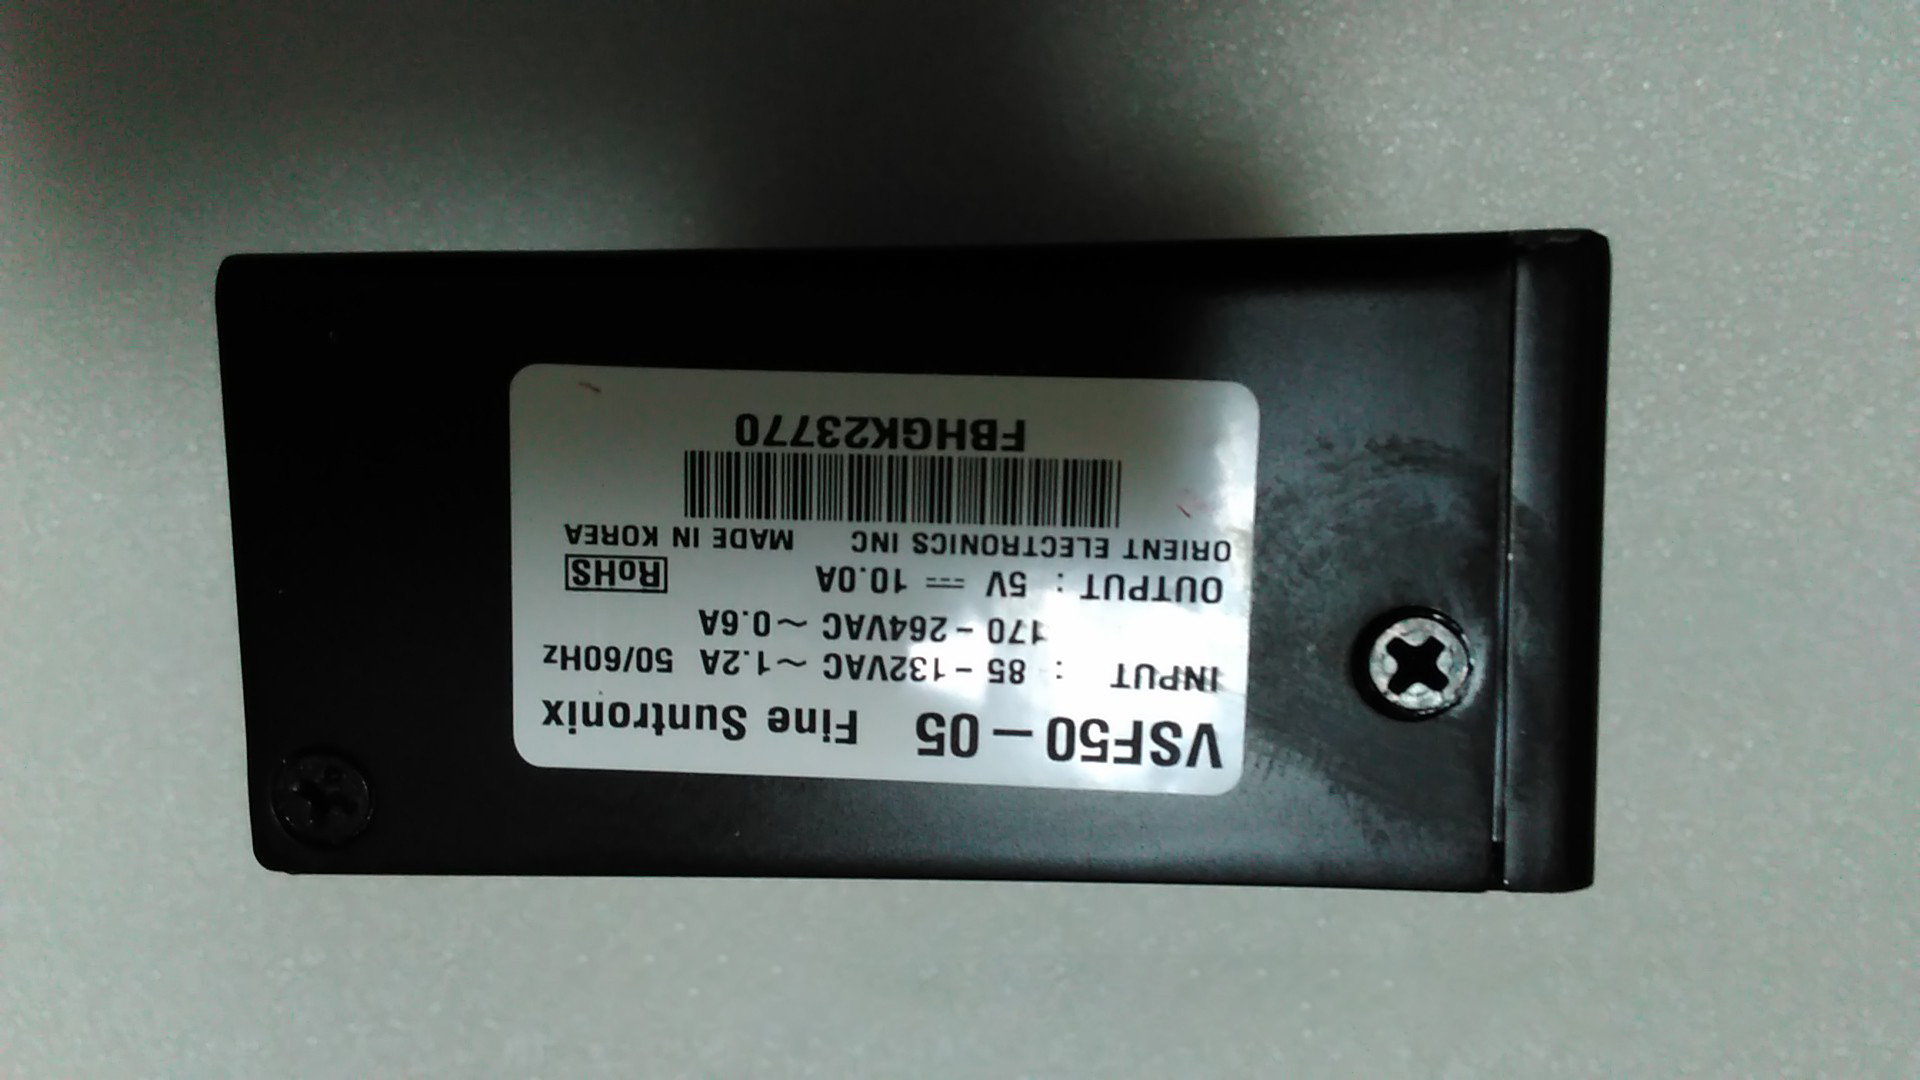 VSF50-05 Fine Suntronix
INPUT : 85-132VAC ~1.2A 50/60Hz
170-264VAC ~0.6A
OUTPUT : 5V ⎓ 10.0A RoHS
ORIENT ELECTRONICS INC MADE IN KOREA
FBHGK23770